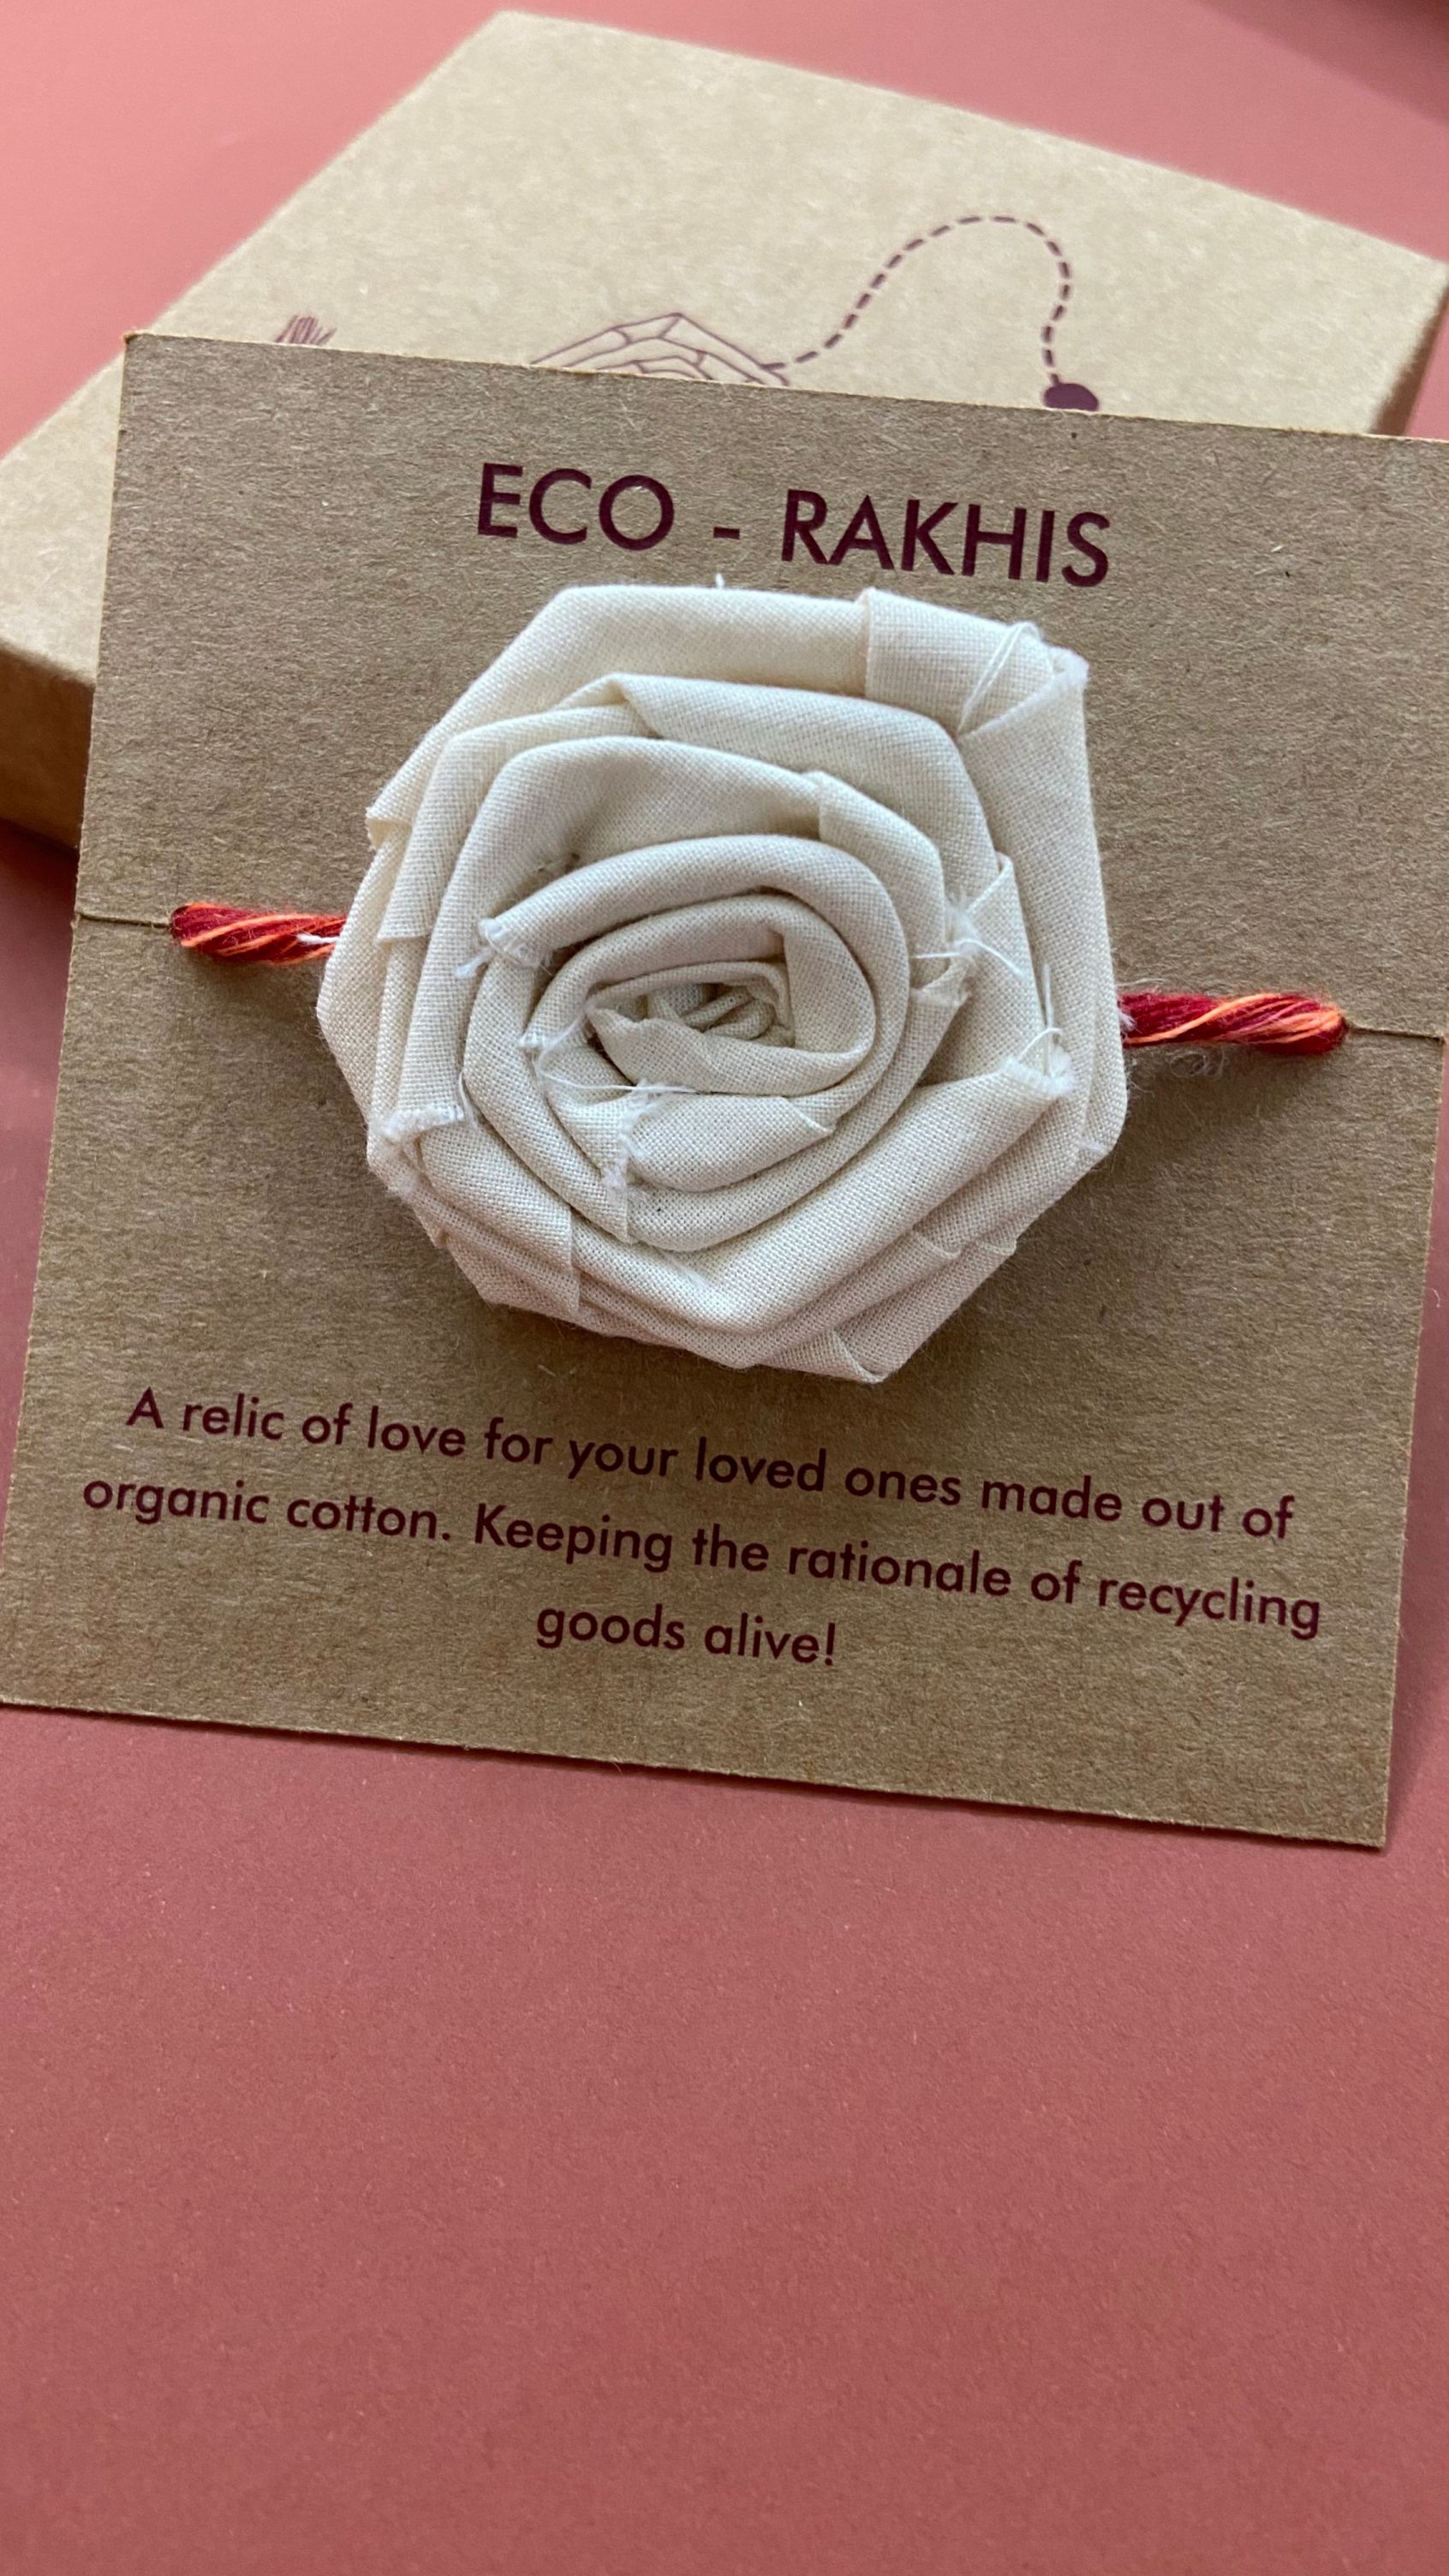 ECO - RAKHIS
A relic of love for your loved ones made out of
organic cotton. Keeping the rationale of recycling
goods alive!